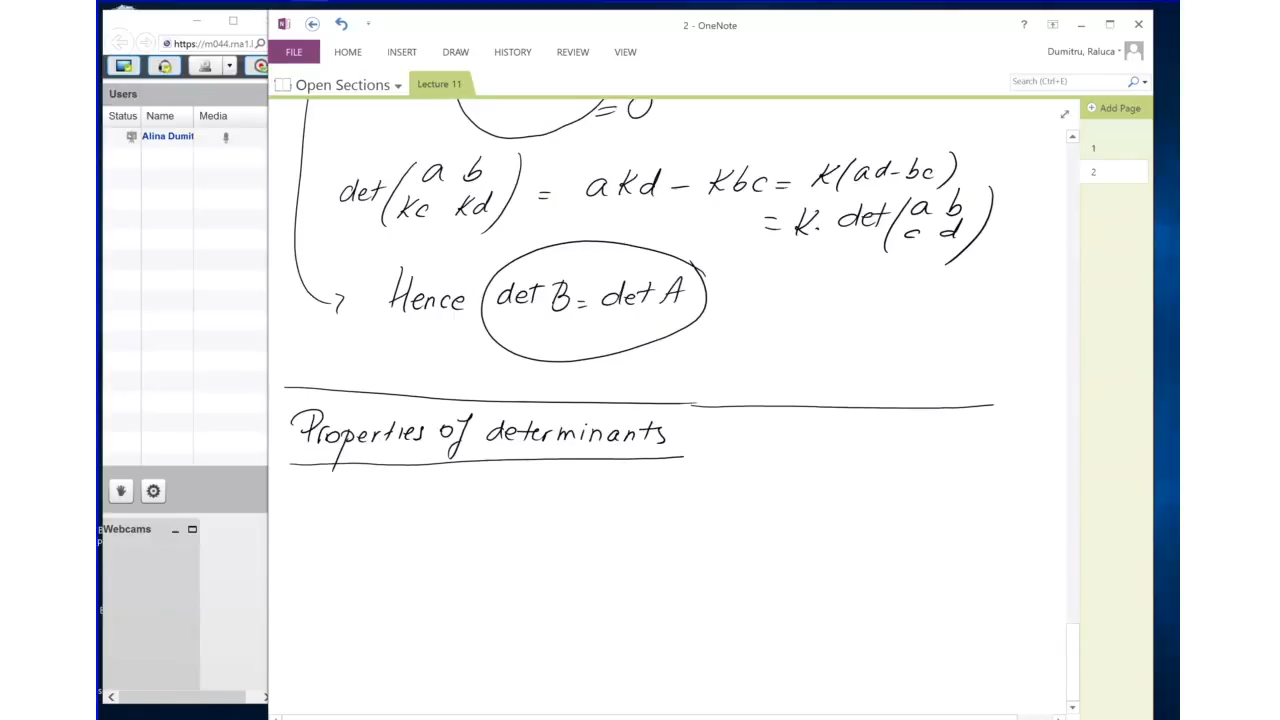 2 - OneNote
?
https://m044.rna1.
Dumitru, Raluca
FILE HOME INSERT DRAW HISTORY REVIEW VIEW
Open Sections
Lecture 11
Search (Ctrl+E)
Users
Status Name Media
Alina Dumit
Add Page
1
2
= 0
det ( a b
Kc Kd ) = aKd - Kbc = K(ad-bc)
= K. det ( a b
c d )
Hence det B = det A
Properties of determinants
Webcams